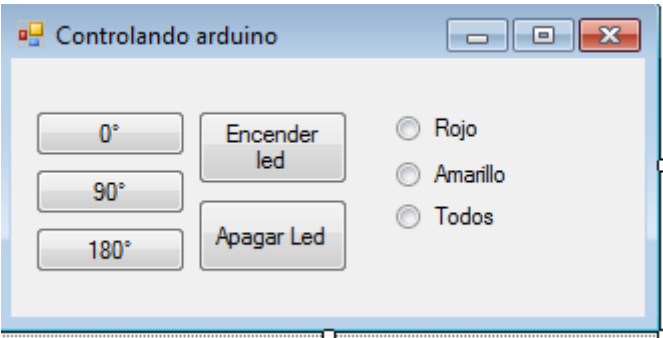 Controlando arduino
0°
90°
180°
Encender
led
Apagar Led
Rojo
Amarillo
Todos